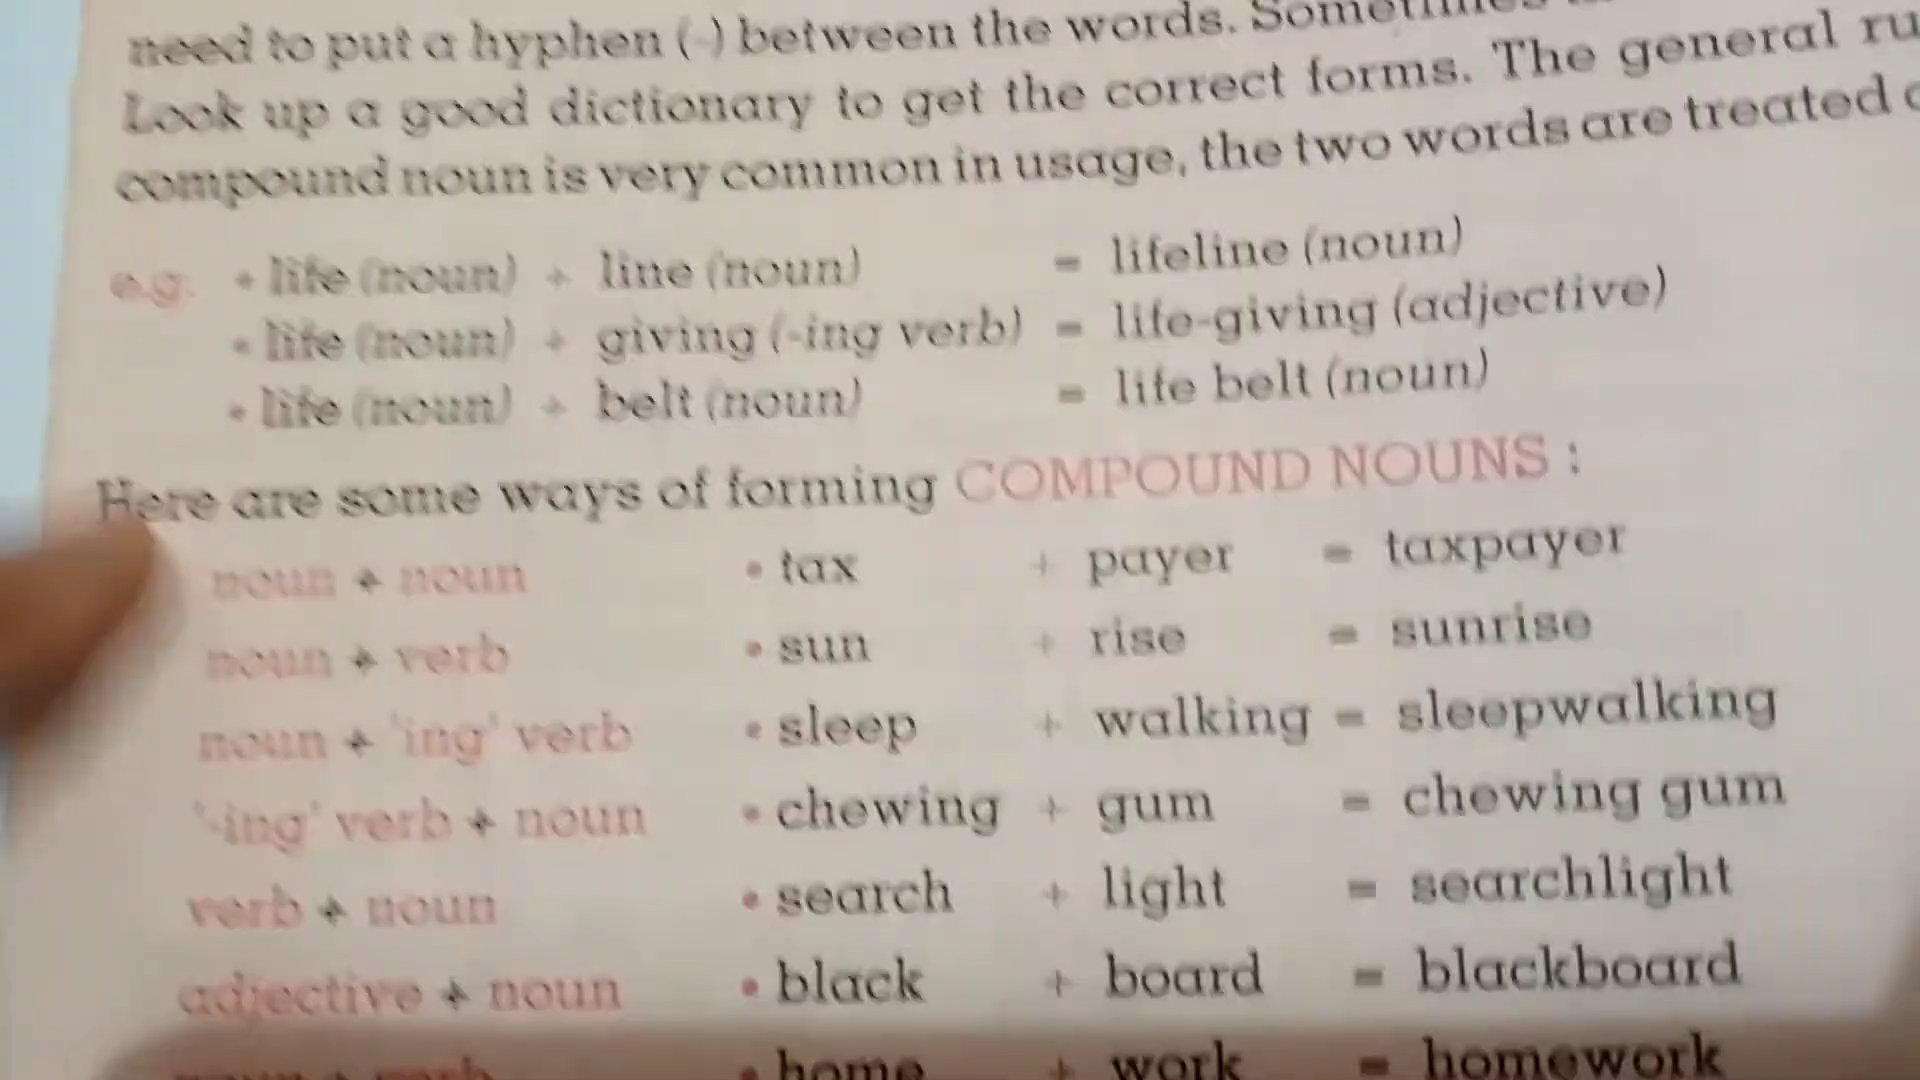 need to put a hyphen (-) between the words. Sometimes
Look up a good dictionary to get the correct forms. The general
compound noun is very common in usage, the two words are treated
e.g. • life (noun) + line (noun) = lifeline (noun)
• life (noun) + giving (-ing verb) = life-giving (adjective)
• life (noun) + belt (noun) = life belt (noun)
Here are some ways of forming COMPOUND NOUNS :
noun + noun • tax + payer = taxpayer
noun + verb • sun + rise = sunrise
noun + 'ing' verb • sleep + walking = sleepwalking
'-ing' verb + noun • chewing + gum = chewing gum
verb + noun • search + light = searchlight
adjective + noun • black + board = blackboard
noun + verb • home + work = homework